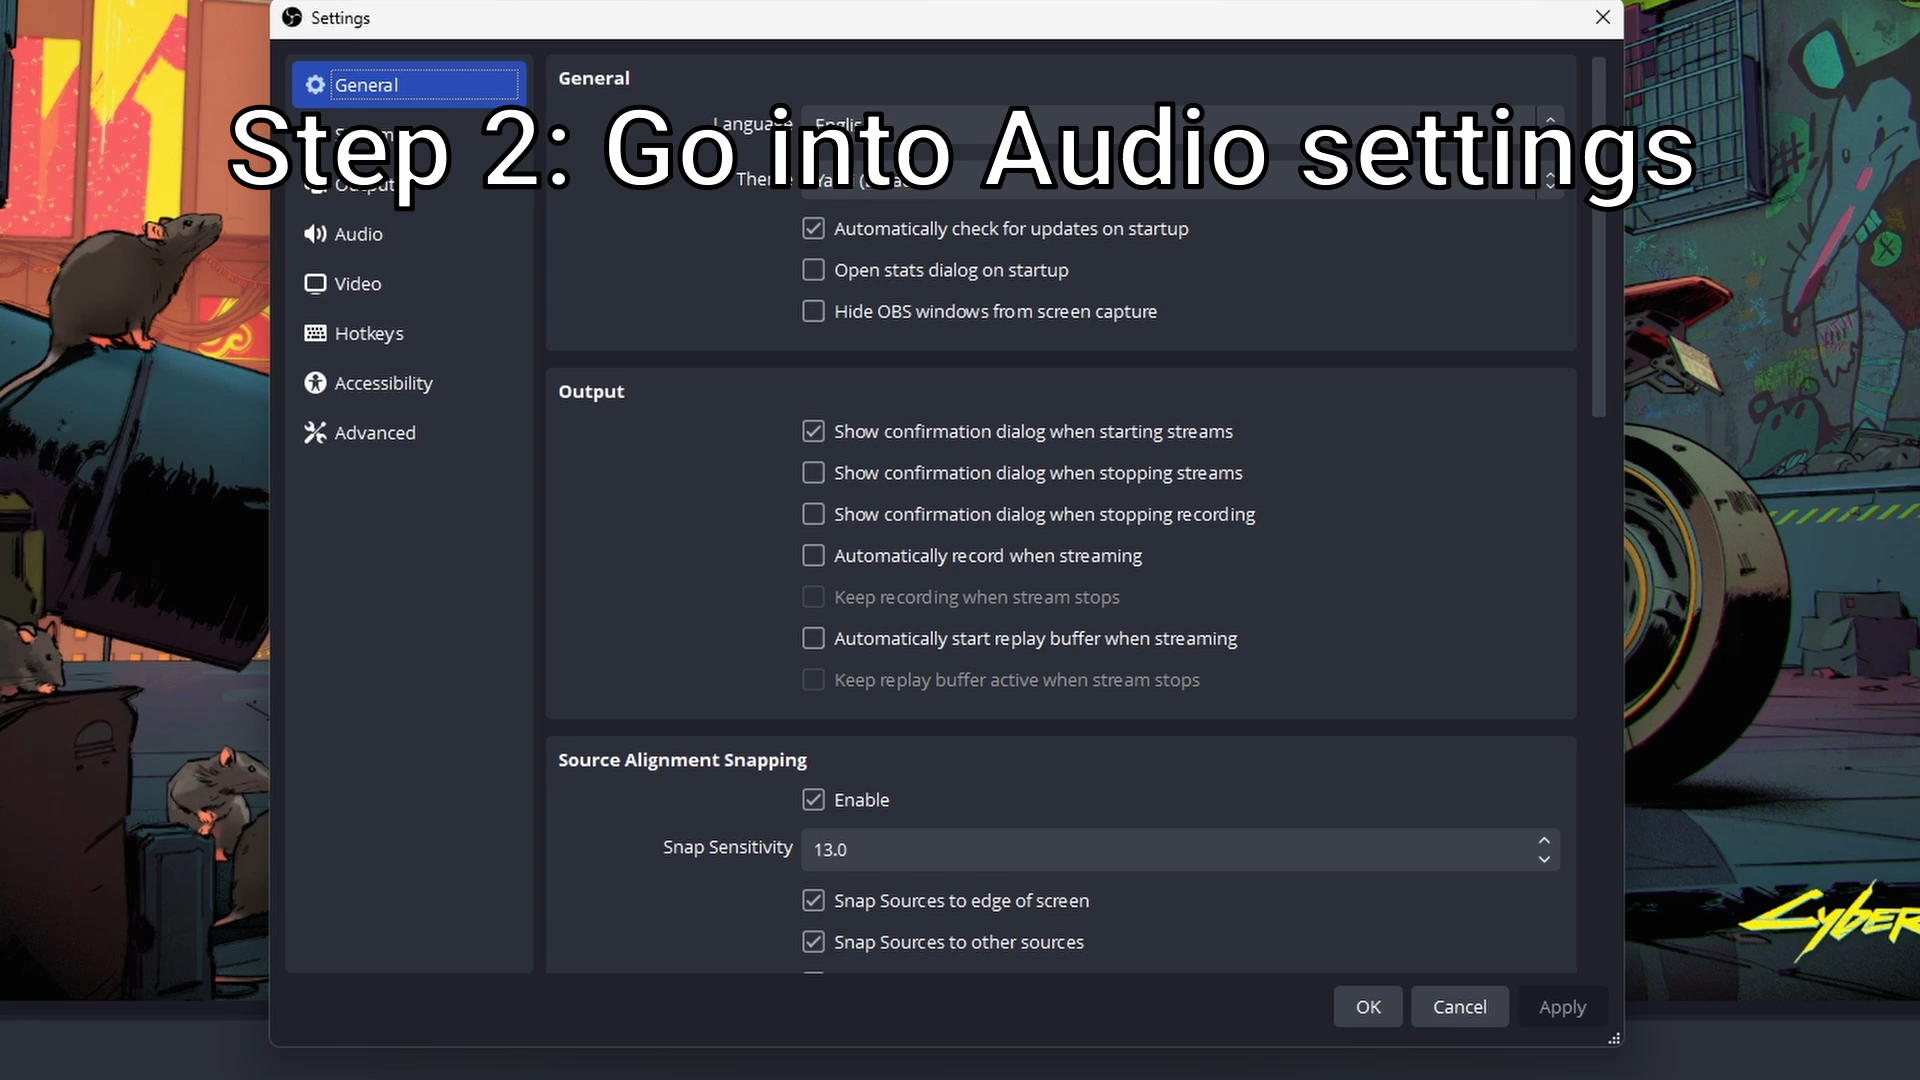 Settings
General
General
Step 2: Go into Audio settings
Language
Audio
Video
Hotkeys
Accessibility
Advanced
Automatically check for updates on startup
Open stats dialog on startup
Hide OBS windows from screen capture
Output
Show confirmation dialog when starting streams
Show confirmation dialog when stopping streams
Show confirmation dialog when stopping recording
Automatically record when streaming
Keep recording when stream stops
Automatically start replay buffer when streaming
Keep replay buffer active when stream stops
Source Alignment Snapping
Enable
Snap Sensitivity 13.0
Snap Sources to edge of screen
Snap Sources to other sources
OK Cancel Apply